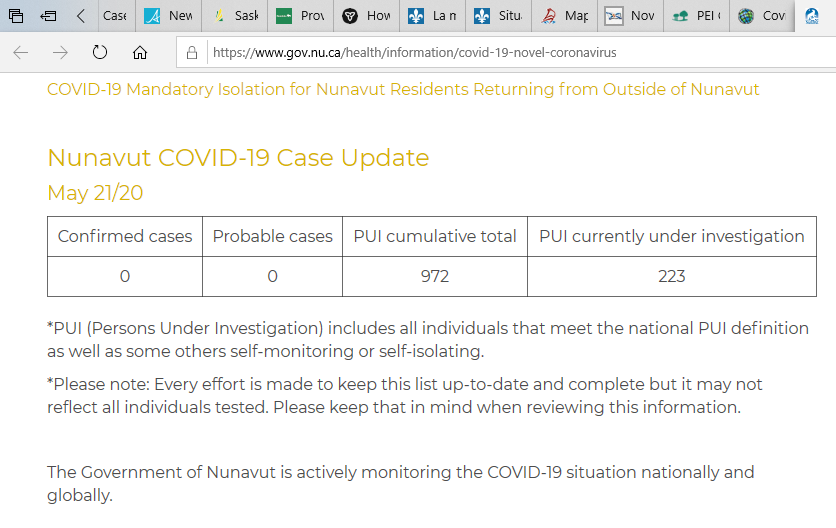 Case
Nev
Sask
Prov
How
La n
Situ
Map
Nov
PEI
Cov
https://www.gov.nu.ca/health/information/covid-19-novel-coronavirus
COVID-19 Mandatory Isolation for Nunavut Residents Returning from Outside of Nunavut
Nunavut COVID-19 Case Update
May 21/20
Confirmed cases Probable cases PUI cumulative total PUI currently under investigation
0 0 972 223
*PUI (Persons Under Investigation) includes all individuals that meet the national PUI definition
as well as some others self-monitoring or self-isolating.
*Please note: Every effort is made to keep this list up-to-date and complete but it may not
reflect all individuals tested. Please keep that in mind when reviewing this information.
The Government of Nunavut is actively monitoring the COVID-19 situation nationally and
globally.